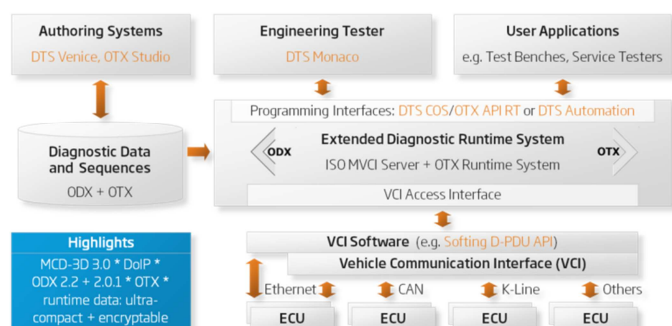 Authoring Systems
DTS Venice, OTX Studio
Engineering Tester
DTS Monaco
User Applications
e.g. Test Benches, Service Testers
Programming Interfaces: DTS COS/OTX API RT or DTS Automation
Diagnostic Data
and Sequences
ODX + OTX
Extended Diagnostic Runtime System
ODX
ISO MVCI Server + OTX Runtime System
OTX
VCI Access Interface
Highlights
MCD-3D 3.0 * DoIP *
ODX 2.2 + 2.0.1 * OTX *
runtime data: ultra-
compact + encryptable
VCI Software (e.g. Softing D-PDU API)
Vehicle Communication Interface (VCI)
Ethernet
CAN
K-Line
Others
ECU
ECU
ECU
ECU